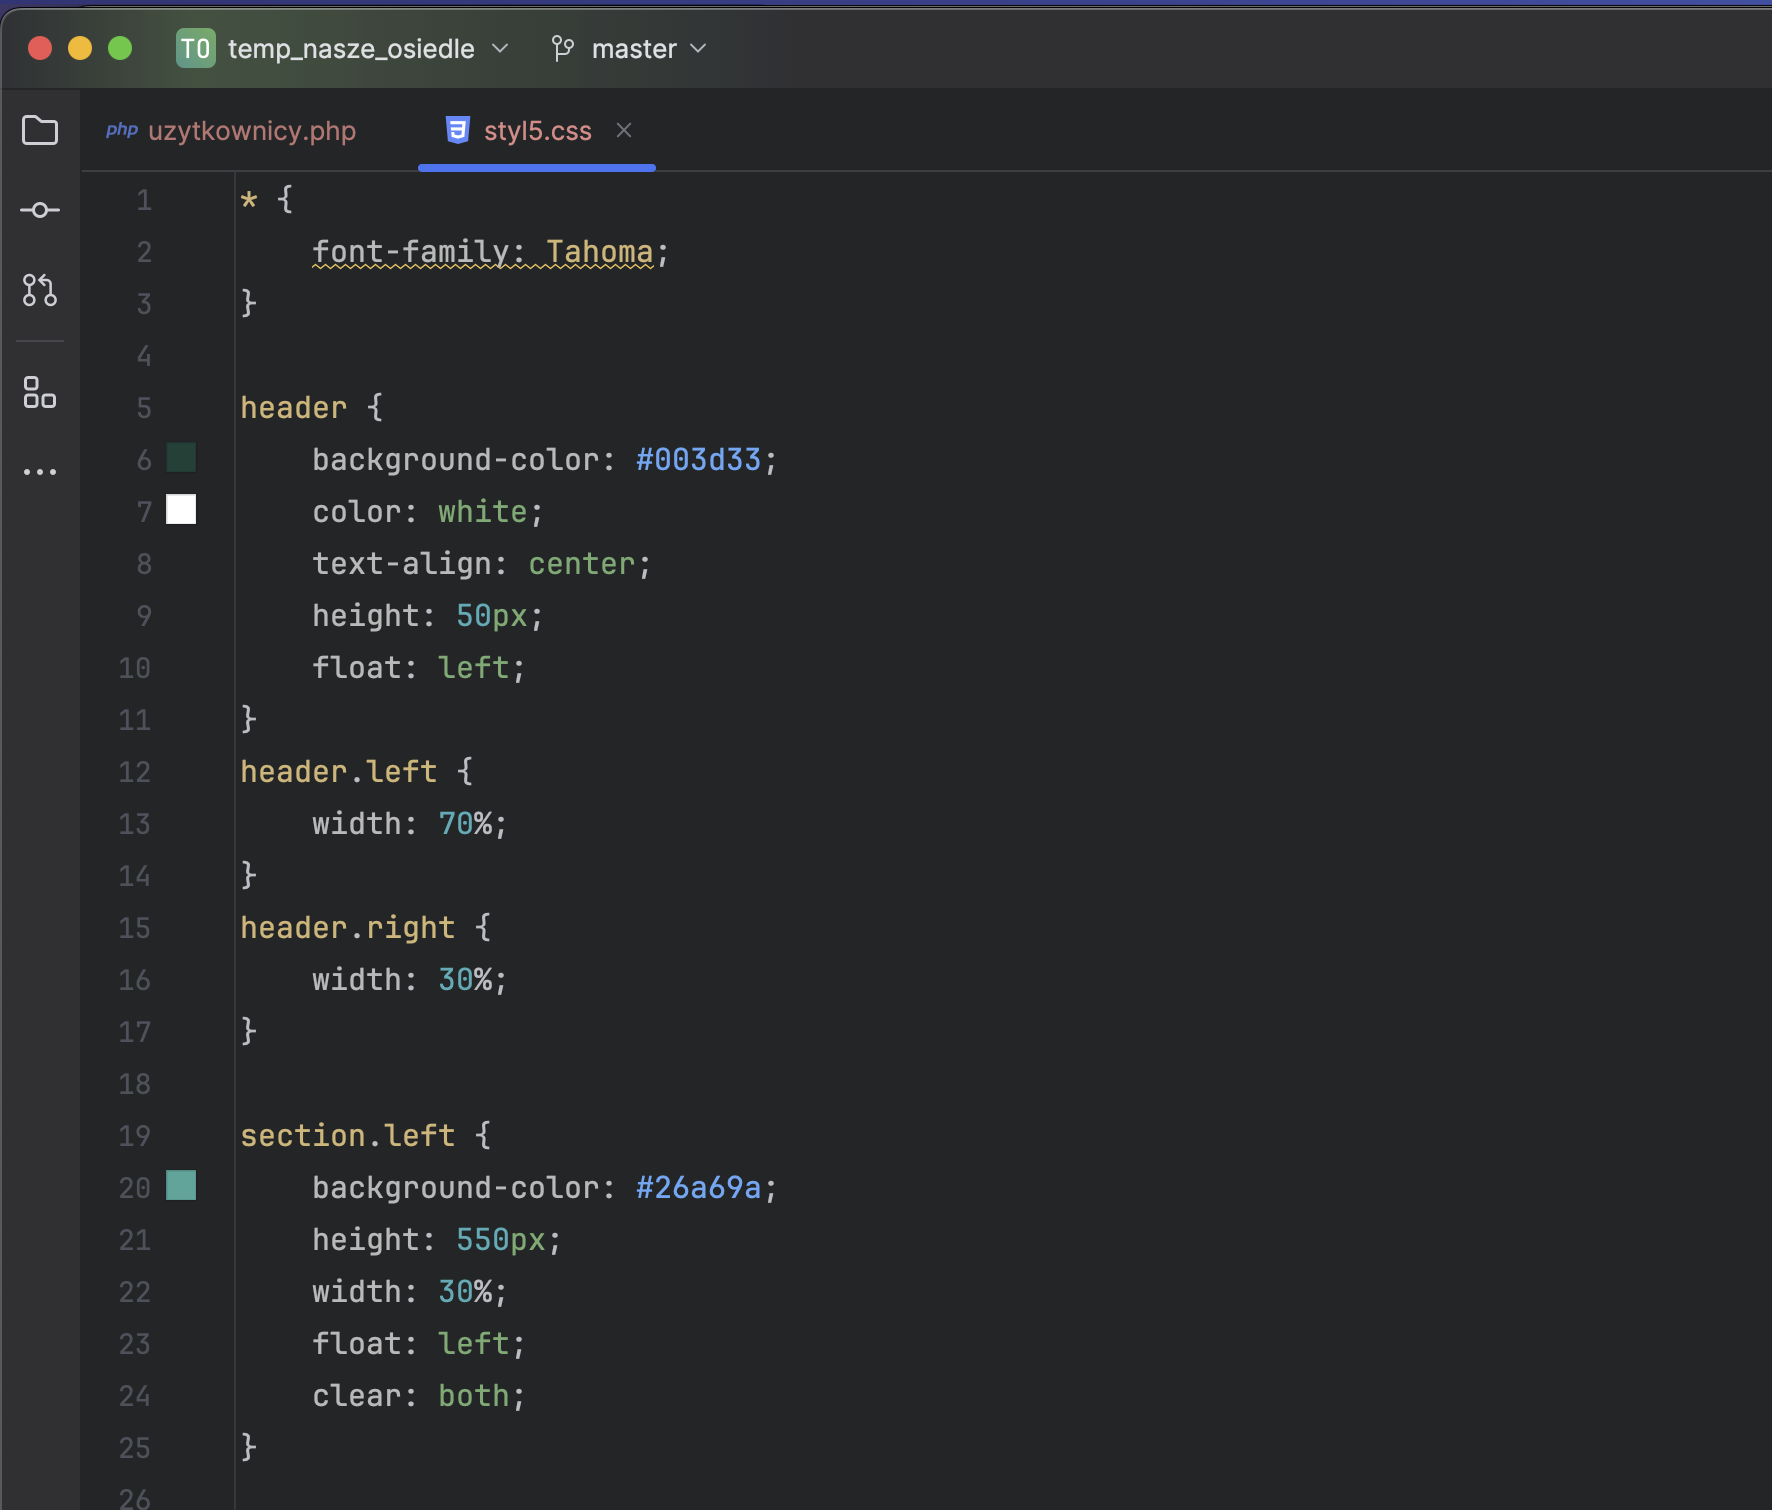 T0 temp_nasze_osiedle master
php uzytkownicy.php styl5.css
1 * {
2     font-family: Tahoma;
3 }
4
5 header {
6     background-color: #003d33;
7     color: white;
8     text-align: center;
9     height: 50px;
10     float: left;
11 }
12 header.left {
13     width: 70%;
14 }
15 header.right {
16     width: 30%;
17 }
18
19 section.left {
20     background-color: #26a69a;
21     height: 550px;
22     width: 30%;
23     float: left;
24     clear: both;
25 }
26